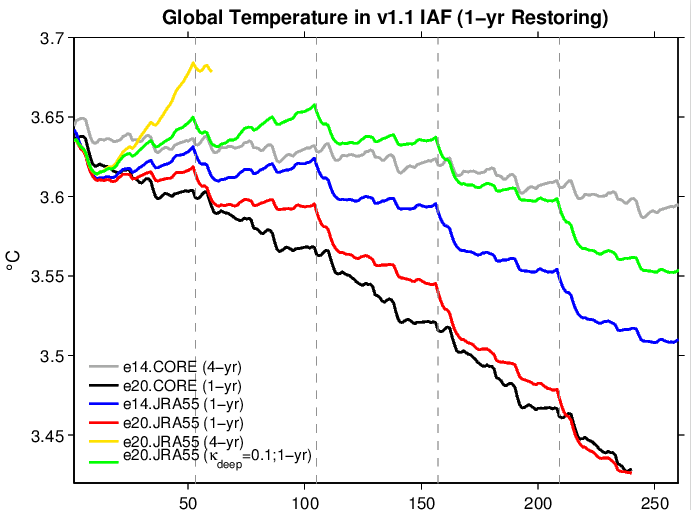 Global Temperature in v1.1 IAF (1−yr Restoring)
3.7
3.65
3.6
3.55
3.5
3.45
°C
e14.CORE (4−yr)
e20.CORE (1−yr)
e14.JRA55 (1−yr)
e20.JRA55 (1−yr)
e20.JRA55 (4−yr)
e20.JRA55 (κdeep=0.1;1−yr)
50 100 150 200 250